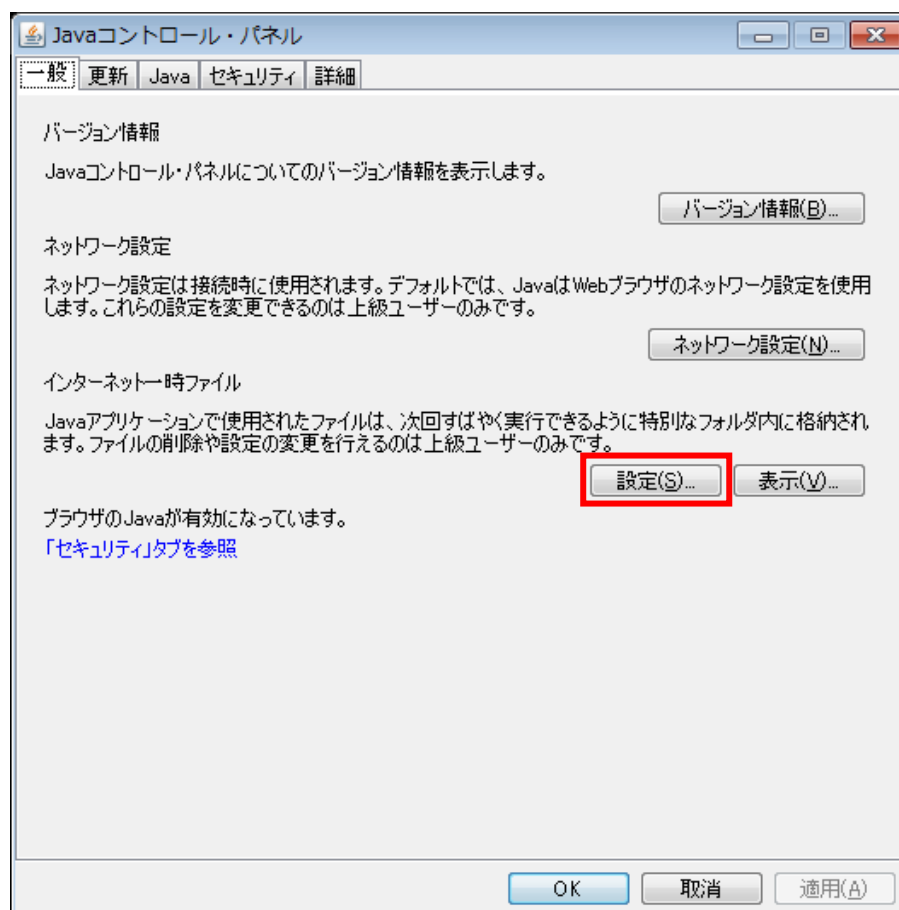 Javaコントロール・パネル
一般 更新 Java セキュリティ 詳細
バージョン情報
Javaコントロール・パネルについてのバージョン情報を表示します。
バージョン情報(B)...
ネットワーク設定
ネットワーク設定は接続時に使用されます。デフォルトでは、JavaはWebブラウザのネットワーク設定を使用
します。これらの設定を変更できるのは上級ユーザーのみです。
ネットワーク設定(N)...
インターネット一時ファイル
Javaアプリケーションで使用されたファイルは、次回すばやく実行できるように特別なフォルダ内に格納され
ます。ファイルの削除や設定の変更を行えるのは上級ユーザーのみです。
設定(S)... 表示(V)...
ブラウザのJavaが有効になっています。
「セキュリティ」タブを参照
OK 取消 適用(A)